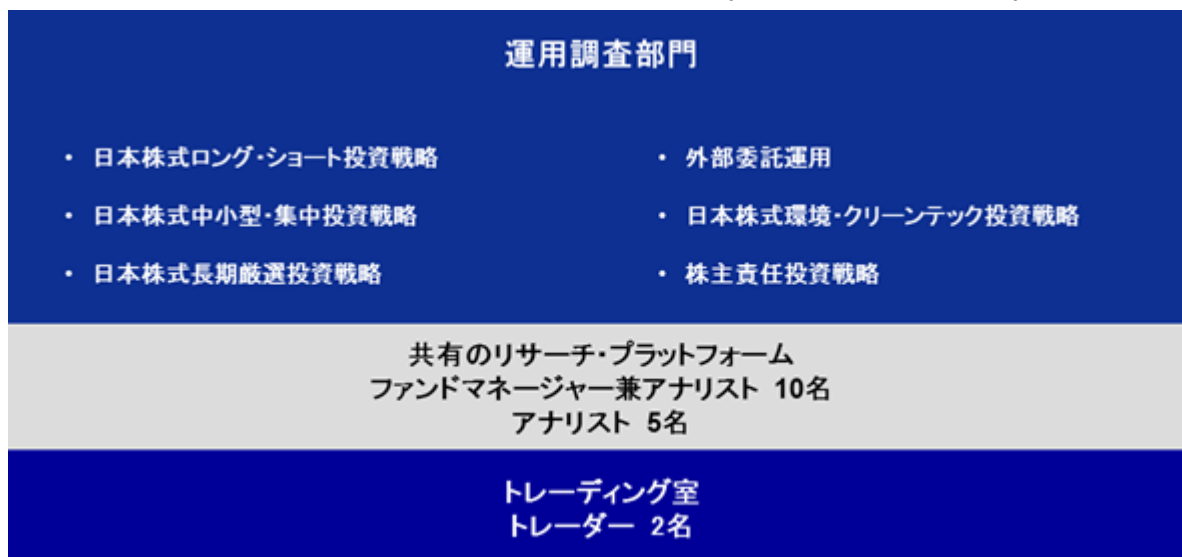 運用調査部門
・ 日本株式ロング・ショート投資戦略
・ 日本株式中小型・集中投資戦略
・ 日本株式長期厳選投資戦略
・ 外部委託運用
・ 日本株式環境・クリーンテック投資戦略
・ 株主責任投資戦略
共有のリサーチ・プラットフォーム
ファンドマネージャー兼アナリスト 10名
アナリスト 5名
トレーディング室
トレーダー 2名